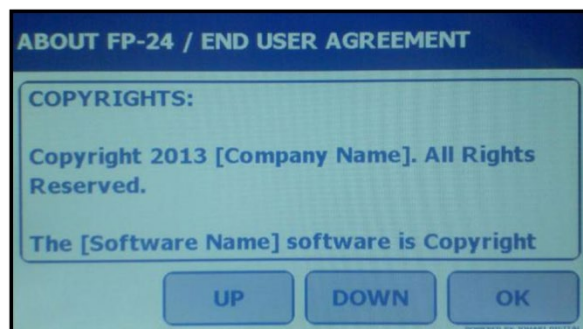 ABOUT FP-24 / END USER AGREEMENT
COPYRIGHTS:
Copyright 2013 [Company Name]. All Rights
Reserved.
The [Software Name] software is Copyright
UP DOWN OK